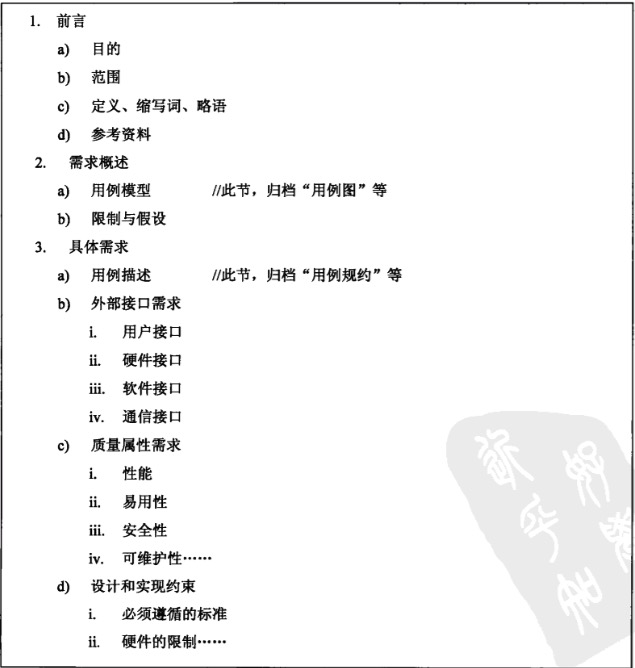 1. 前言
a) 目的
b) 范围
c) 定义、缩写词、略语
d) 参考资料
2. 需求概述
a) 用例模型 //此节，归档“用例图”等
b) 限制与假设
3. 具体需求
a) 用例描述 //此节，归档“用例规约”等
b) 外部接口需求
i. 用户接口
ii. 硬件接口
iii. 软件接口
iv. 通信接口
c) 质量属性需求
i. 性能
ii. 易用性
iii. 安全性
iv. 可维护性……
d) 设计和实现约束
i. 必须遵循的标准
ii. 硬件的限制……